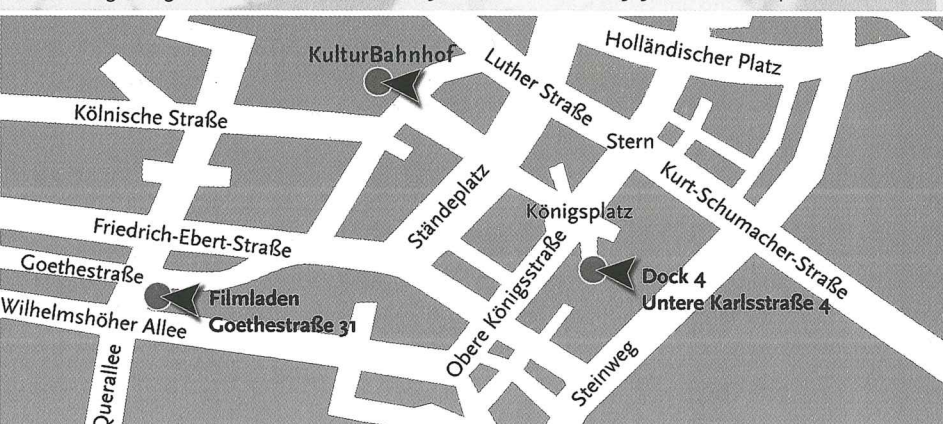 KulturBahnhof
Luther Straße
Holländischer Platz
Kölnische Straße
Stern
Kurt-Schumacher-Straße
Ständeplatz
Königsplatz
Friedrich-Ebert-Straße
Goethestraße
Filmladen
Goethestraße 31
Dock 4
Untere Karlsstraße 4
Wilhelmshöher Allee
Obere Königsstraße
Steinweg
Querallee